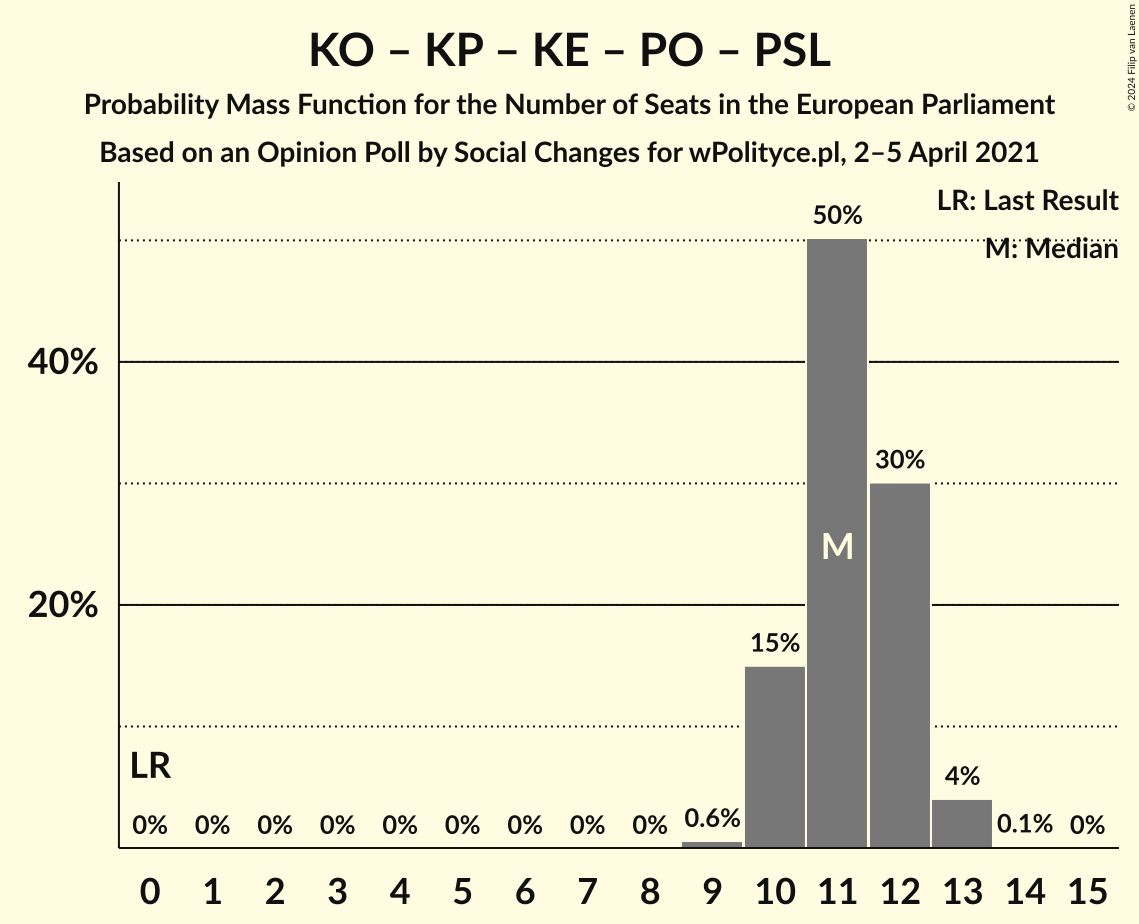 KO – KP – KE – PO – PSL
Probability Mass Function for the Number of Seats in the European Parliament
Based on an Opinion Poll by Social Changes for wPolityce.pl, 2–5 April 2021
© 2024 Filip van Laenen
LR: Last Result
M: Median
50%
40%
30%
M
20%
15%
LR
4%
0% 0% 0% 0% 0% 0% 0% 0% 0% 0.6% 0.1% 0%
0 1 2 3 4 5 6 7 8 9 10 11 12 13 14 15